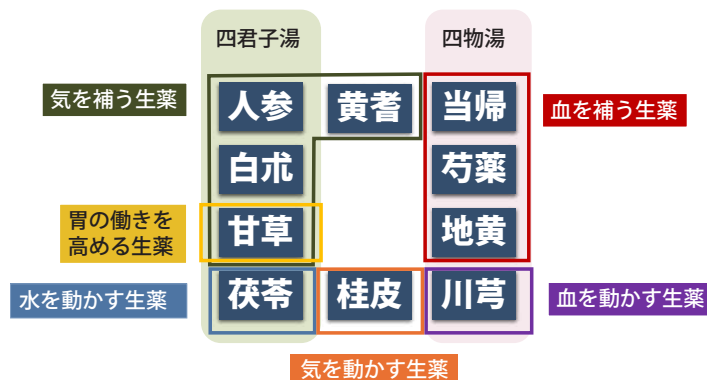 四君子湯
四物湯
気を補う生薬
人参
黄耆
当帰
血を補う生薬
白朮
芍薬
胃の働きを
高める生薬
甘草
地黄
水を動かす生薬
茯苓
桂皮
川芎
血を動かす生薬
気を動かす生薬